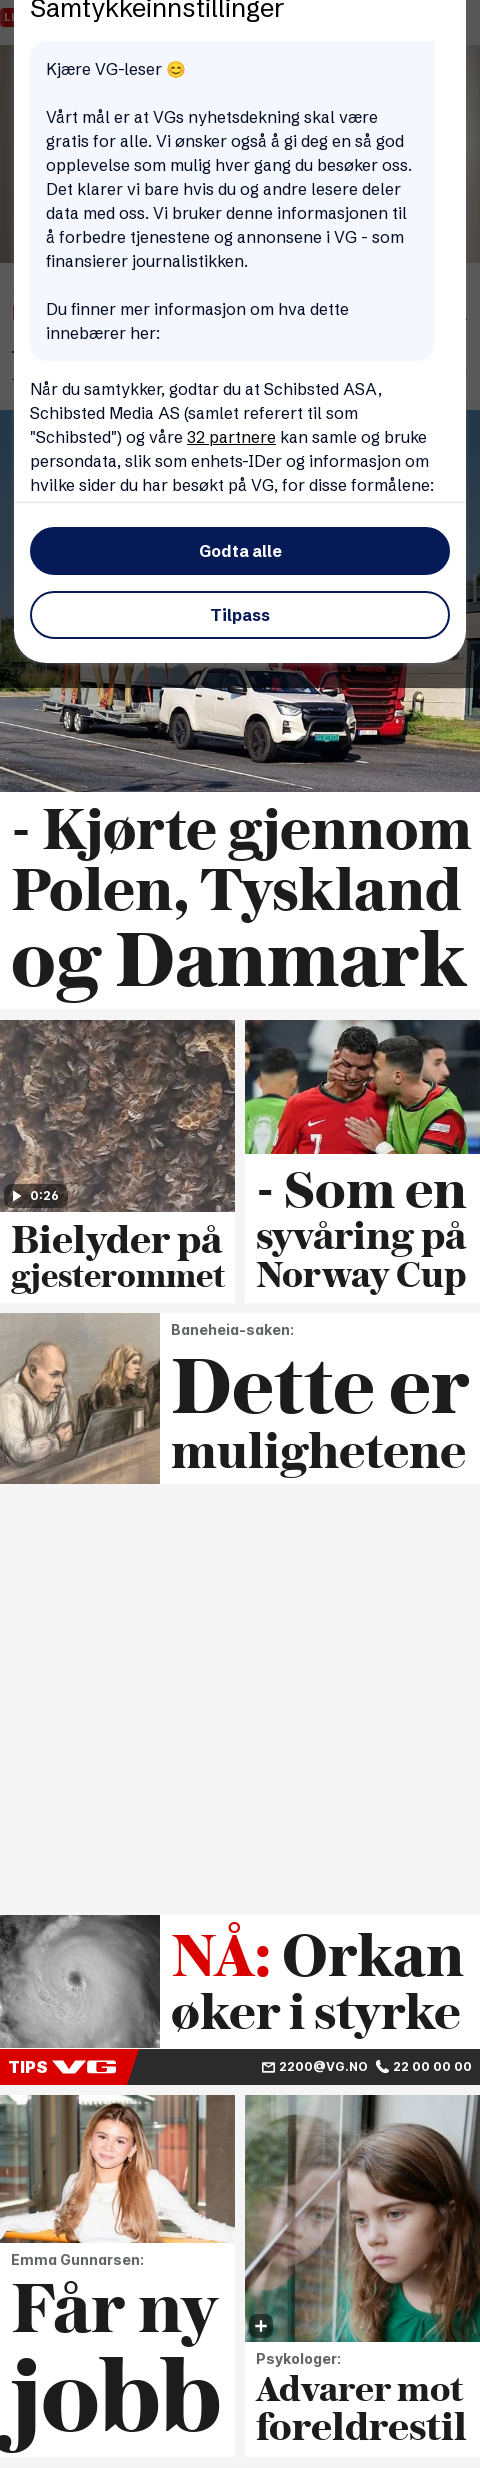 Samtykkeinnstillinger
Kjære VG-leser 😊
Vårt mål er at VGs nyhetsdekning skal være
gratis for alle. Vi ønsker også å gi deg en så god
opplevelse som mulig hver gang du besøker oss.
Det klarer vi bare hvis du og andre lesere deler
data med oss. Vi bruker denne informasjonen til
å forbedre tjenestene og annonsene i VG - som
finansierer journalistikken.
Du finner mer informasjon om hva dette
innebærer her:
Når du samtykker, godtar du at Schibsted ASA,
Schibsted Media AS (samlet referert til som
"Schibsted") og våre 32 partnere kan samle og bruke
persondata, slik som enhets-IDer og informasjon om
hvilke sider du har besøkt på VG, for disse formålene:
Godta alle
Tilpass
- Kjørte gjennom
Polen, Tyskland
og Danmark
0:26
Bielyder på
gjesterommet
7
- Som en
syvåring på
Norway Cup
Baneheia-saken:
Dette er
mulighetene
NÅ: Orkan
øker i styrke
TIPS VG 2200@VG.NO 22 00 00 00
Emma Gunnarsen:
Får ny
jobb
Psykologer:
Advarer mot
foreldrestil